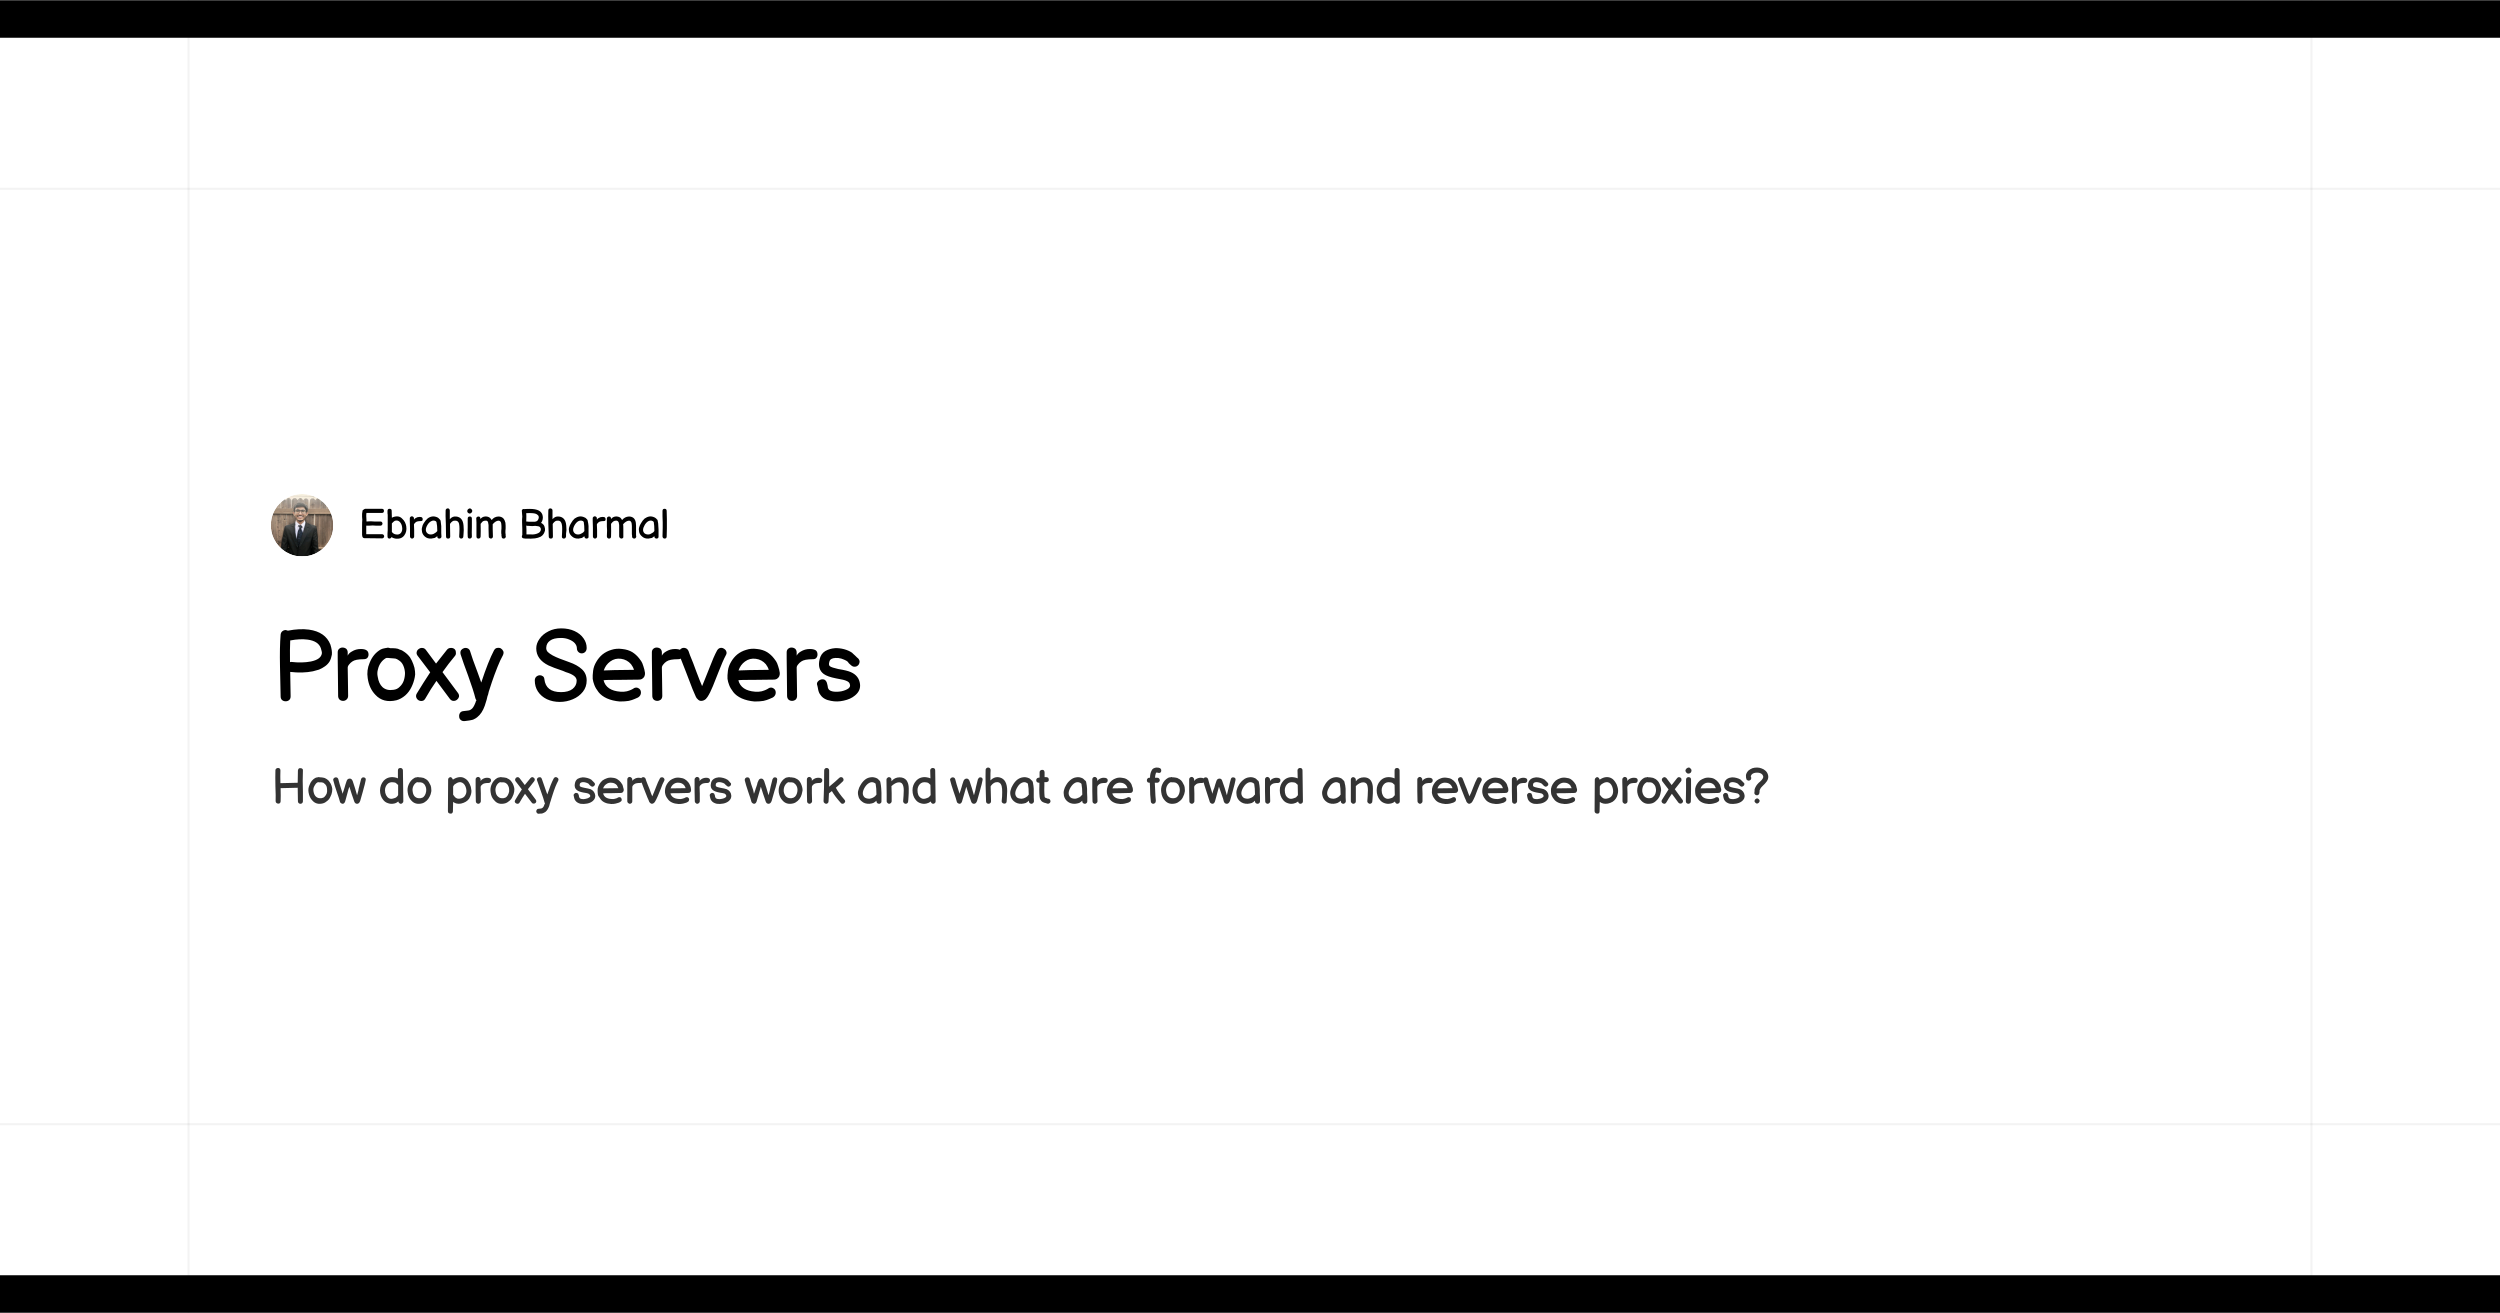 Ebrahim Bharmal
Proxy Servers
How do proxy servers work and what are forward and reverse proxies?